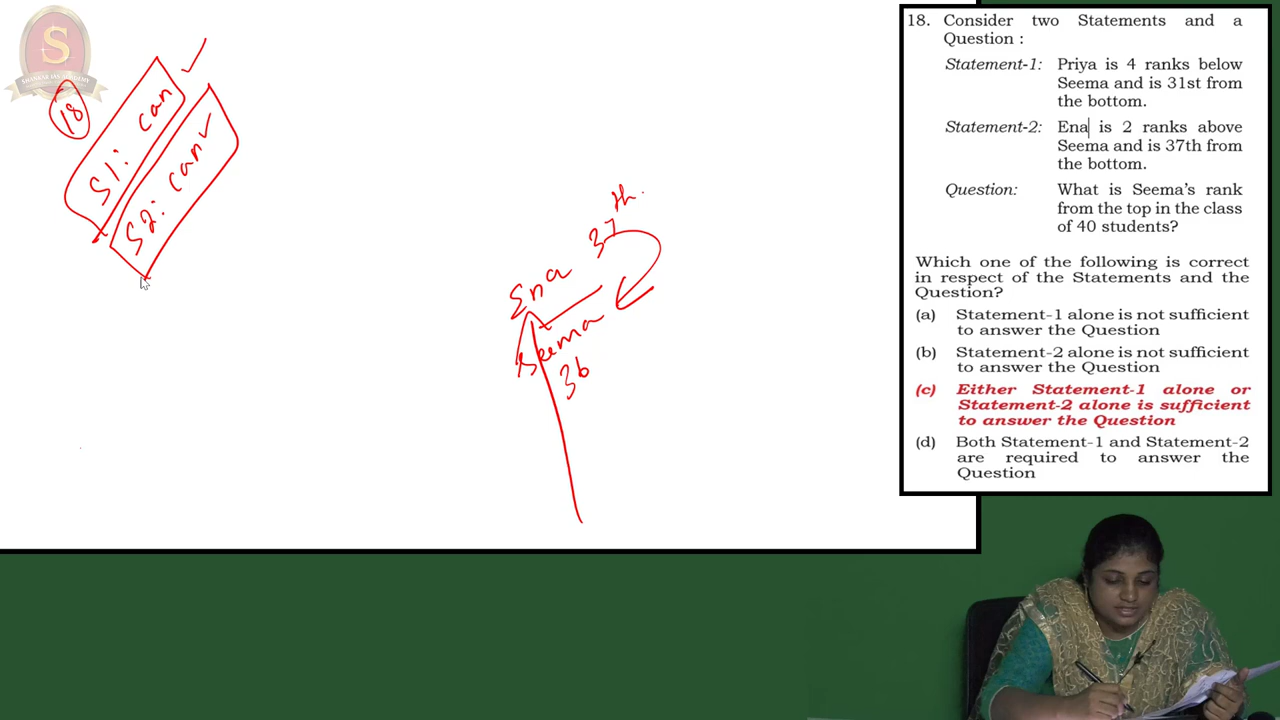 S
SHANKAR IAS ACADEMY
18
S1: can ✓
S2: can ✓
Ena 37th
Seema
36
18. Consider two Statements and a
Question :
Statement-1: Priya is 4 ranks below
Seema and is 31st from
the bottom.
Statement-2: Ena is 2 ranks above
Seema and is 37th from
the bottom.
Question: What is Seema's rank
from the top in the class
of 40 students?
Which one of the following is correct
in respect of the Statements and the
Question?
(a) Statement-1 alone is not sufficient
to answer the Question
(b) Statement-2 alone is not sufficient
to answer the Question
(c) Either Statement-1 alone or
Statement-2 alone is sufficient
to answer the Question
(d) Both Statement-1 and Statement-2
are required to answer the
Question